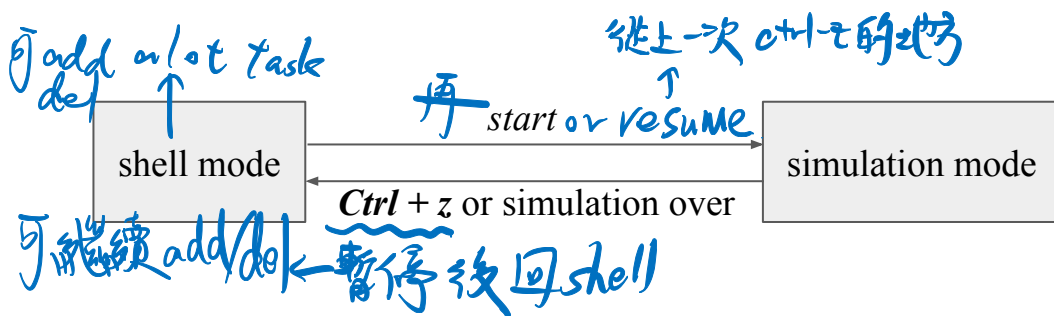 可add a lot task
del
從上一次 ctrl-z的地方
再
start or resume
shell mode
simulation mode
Ctrl + z or simulation over
可繼續 add/del ← 暫停後回shell